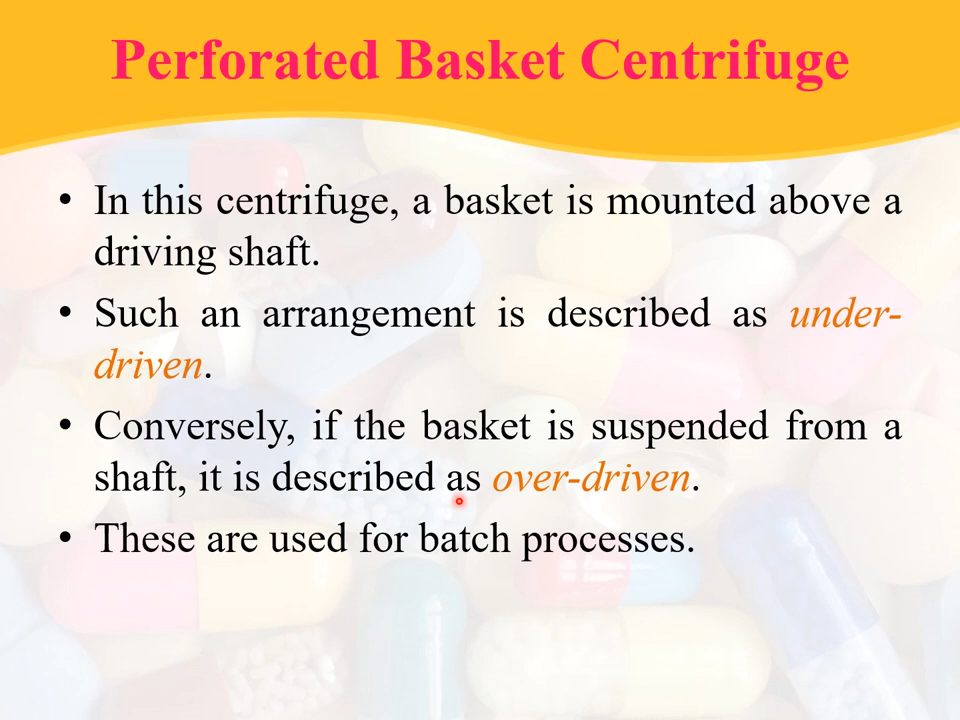 Perforated Basket Centrifuge
• In this centrifuge, a basket is mounted above a
driving shaft.
• Such an arrangement is described as under-
driven.
• Conversely, if the basket is suspended from a
shaft, it is described as over-driven.
• These are used for batch processes.